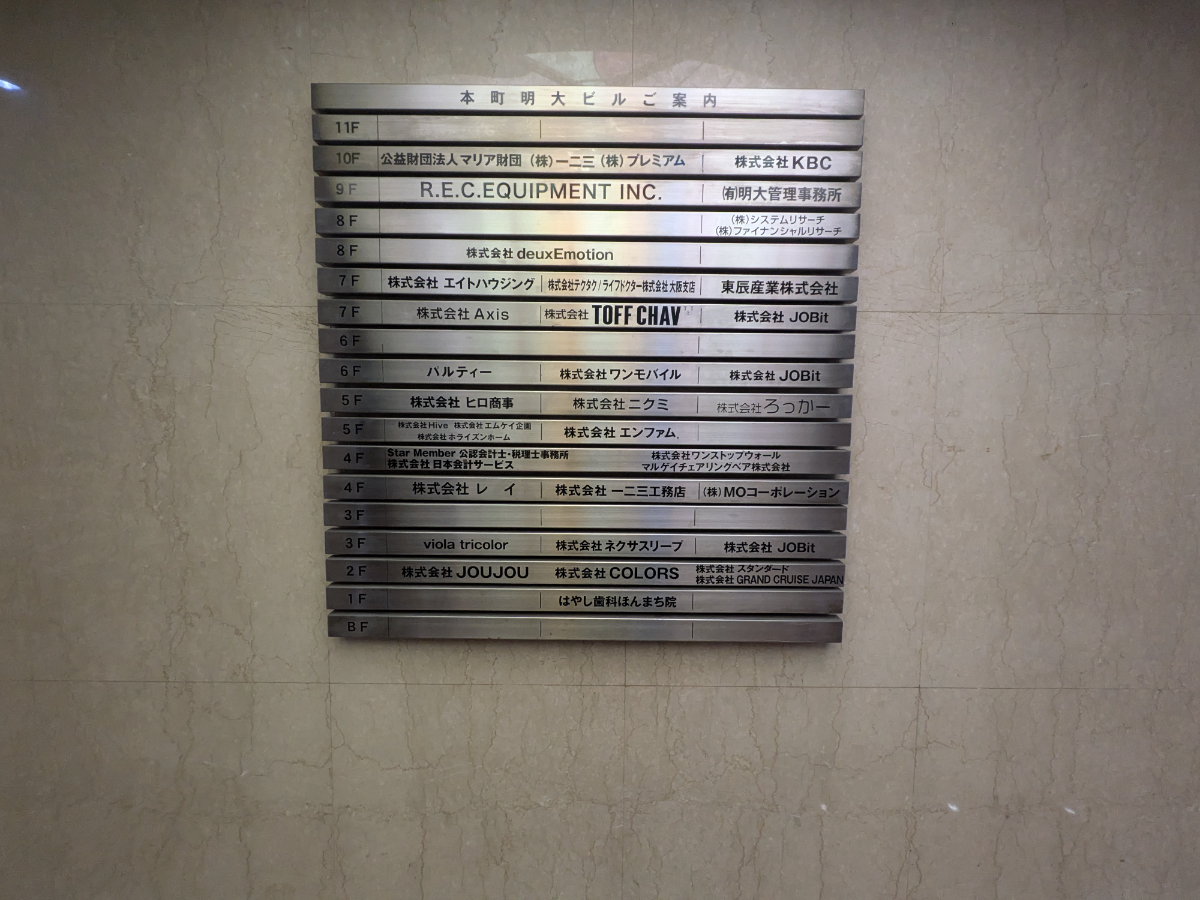 本町明大ビルご案内
11F
10F 公益財団法人マリア財団 (株)一二三 (株)プレミアム 株式会社KBC
9F R.E.C.EQUIPMENT INC. (有)明大管理事務所
8F (株)システムリサーチ
(株)ファイナンシャルリサーチ
8F 株式会社 deuxEmotion
7F 株式会社 エイトハウジング 株式会社テクタク/ライフドクター株式会社 大阪支店 東辰産業株式会社
7F 株式会社 Axis 株式会社 TOFF CHAV 株式会社 JOBit
6F
6F パルティー 株式会社ワンモバイル 株式会社 JOBit
5F 株式会社 ヒロ商事 株式会社 ニクミ 株式会社ろっかー
5F 株式会社Hive 株式会社エムケイ企画
株式会社ホライズンホーム 株式会社 エンファム.
4F Star Member 公認会計士・税理士事務所 株式会社ワンストップウォール
株式会社 日本会計サービス マルゲイチェアリングベア株式会社
4F 株式会社 レ イ 株式会社 一二三工務店 (株)MOコーポレーション
3F
3F viola tricolor 株式会社 ネクサスリープ 株式会社 JOBit
2F 株式会社 JOUJOU 株式会社 COLORS 株式会社 スタンダード
株式会社 GRAND CRUISE JAPAN
1F はやし歯科ほんまち院
BF